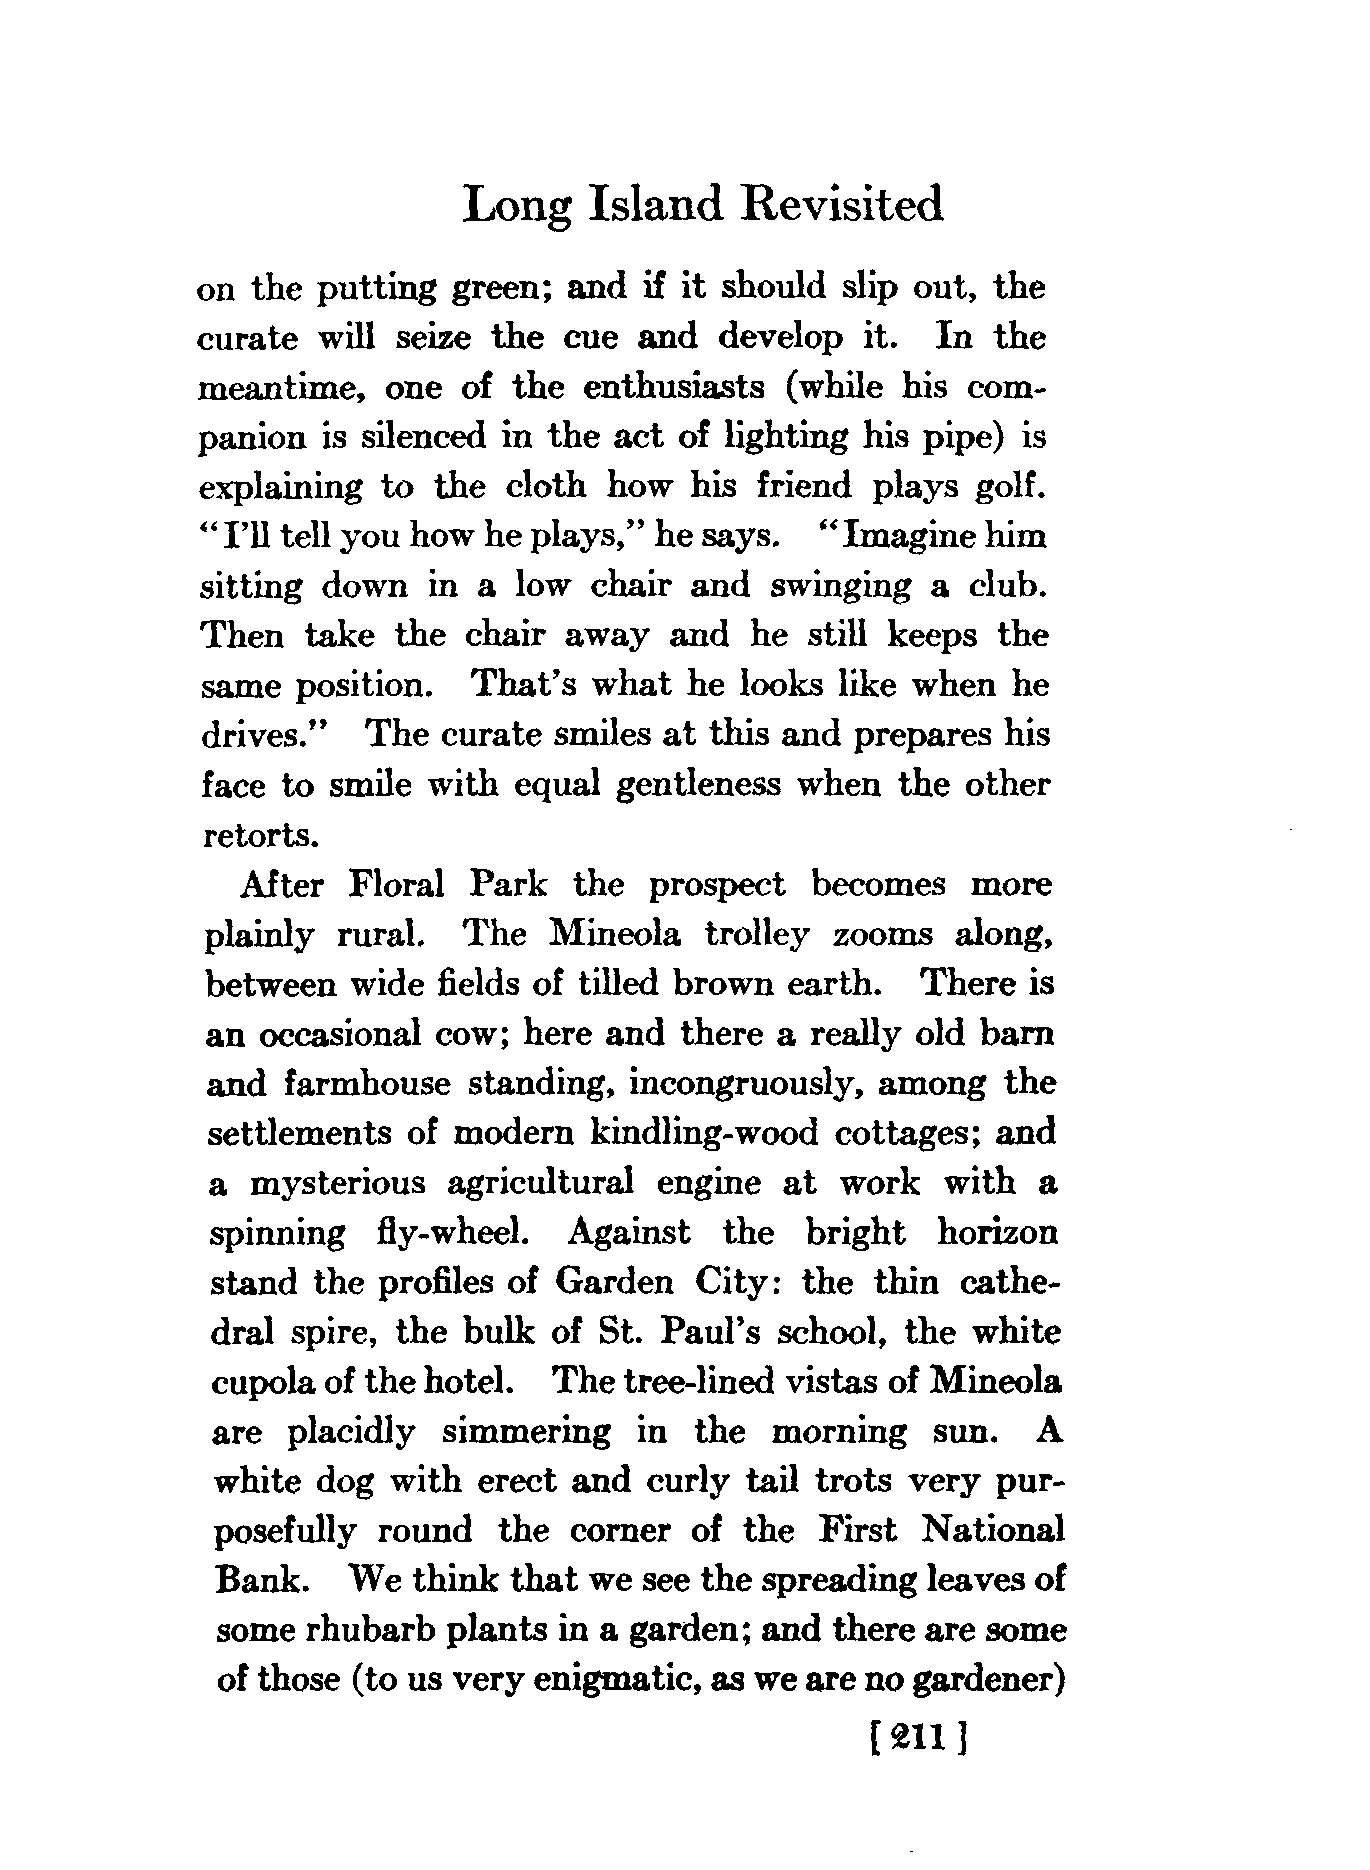 Long Island Revisited
on the putting green; and if it should slip out, the
curate will seize the cue and develop it. In the
meantime, one of the enthusiasts (while his com-
panion is silenced in the act of lighting his pipe) is
explaining to the cloth how his friend plays golf.
“I’ll tell you how he plays,” he says. “Imagine him
sitting down in a low chair and swinging a club.
Then take the chair away and he still keeps the
same position. That’s what he looks like when he
drives.” The curate smiles at this and prepares his
face to smile with equal gentleness when the other
retorts.
After Floral Park the prospect becomes more
plainly rural. The Mineola trolley zooms along,
between wide fields of tilled brown earth. There is
an occasional cow; here and there a really old barn
and farmhouse standing, incongruously, among the
settlements of modern kindling-wood cottages; and
a mysterious agricultural engine at work with a
spinning fly-wheel. Against the bright horizon
stand the profiles of Garden City: the thin cathe-
dral spire, the bulk of St. Paul’s school, the white
cupola of the hotel. The tree-lined vistas of Mineola
are placidly simmering in the morning sun. A
white dog with erect and curly tail trots very pur-
posefully round the corner of the First National
Bank. We think that we see the spreading leaves of
some rhubarb plants in a garden; and there are some
of those (to us very enigmatic, as we are no gardener)
[211]